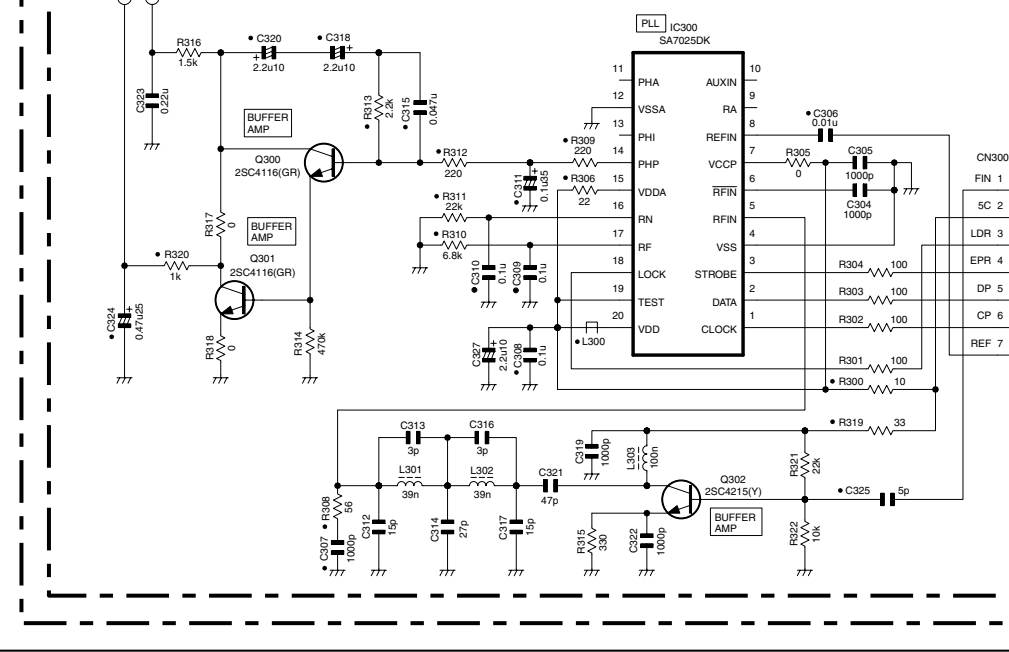 PLL IC300
SA7025DK
R316
1.5k
• C320
+
2.2u10
• C318
+
2.2u10
C323
0.22u
• R313
2.2k
• C315
0.047u
BUFFER
AMP
Q300
2SC4116(GR)
• R312
220
• R309
220
• C311
+
0.1u35
• R306
22
• R311
22k
• R310
6.8k
R317
0
BUFFER
AMP
Q301
2SC4116(GR)
• R320
1k
• C324
+
0.47u25
R318
0
R314
470k
• C310
0.1u
• C309
0.1u
C327
+
2.2u10
• C308
0.1u
• L300
11 PHA
12 VSSA
13 PHI
14 PHP
15 VDDA
16 RN
17 RF
18 LOCK
19 TEST
20 VDD
AUXIN 10
RA 9
REFIN 8
VCCP 7
RFIN 6
RFIN 5
VSS 4
STROBE 3
DATA 2
CLOCK 1
• C306
0.01u
R305
0
C305
1000p
C304
1000p
CN300
FIN 1
5C 2
LDR 3
EPR 4
DP 5
CP 6
REF 7
R304 100
R303 100
R302 100
R301 100
• R300 10
• R319 33
C313
3p
C316
3p
L301
39n
L302
39n
C321
47p
• R308
56
• C307
1000p
C312
15p
C314
27p
C317
15p
C319
1000p
L303
100n
Q302
2SC4215(Y)
BUFFER
AMP
R315
330
C322
1000p
R321
22k
R322
10k
• C325 5p